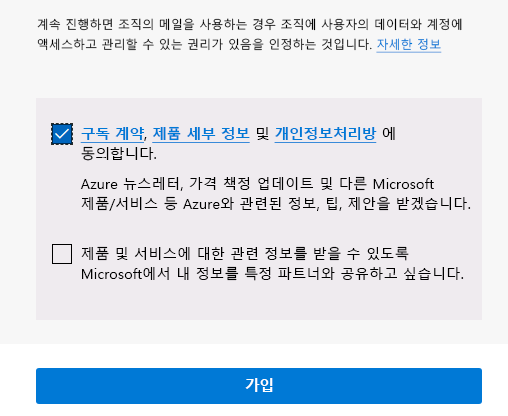 계속 진행하면 조직의 메일을 사용하는 경우 조직에 사용자의 데이터와 계정에
액세스하고 관리할 수 있는 권리가 있음을 인정하는 것입니다. 자세한 정보
구독 계약, 제품 세부 정보 및 개인정보처리방 에
동의합니다.
Azure 뉴스레터, 가격 책정 업데이트 및 다른 Microsoft
제품/서비스 등 Azure와 관련된 정보, 팁, 제안을 받겠습니다.
제품 및 서비스에 대한 관련 정보를 받을 수 있도록
Microsoft에서 내 정보를 특정 파트너와 공유하고 싶습니다.
가입